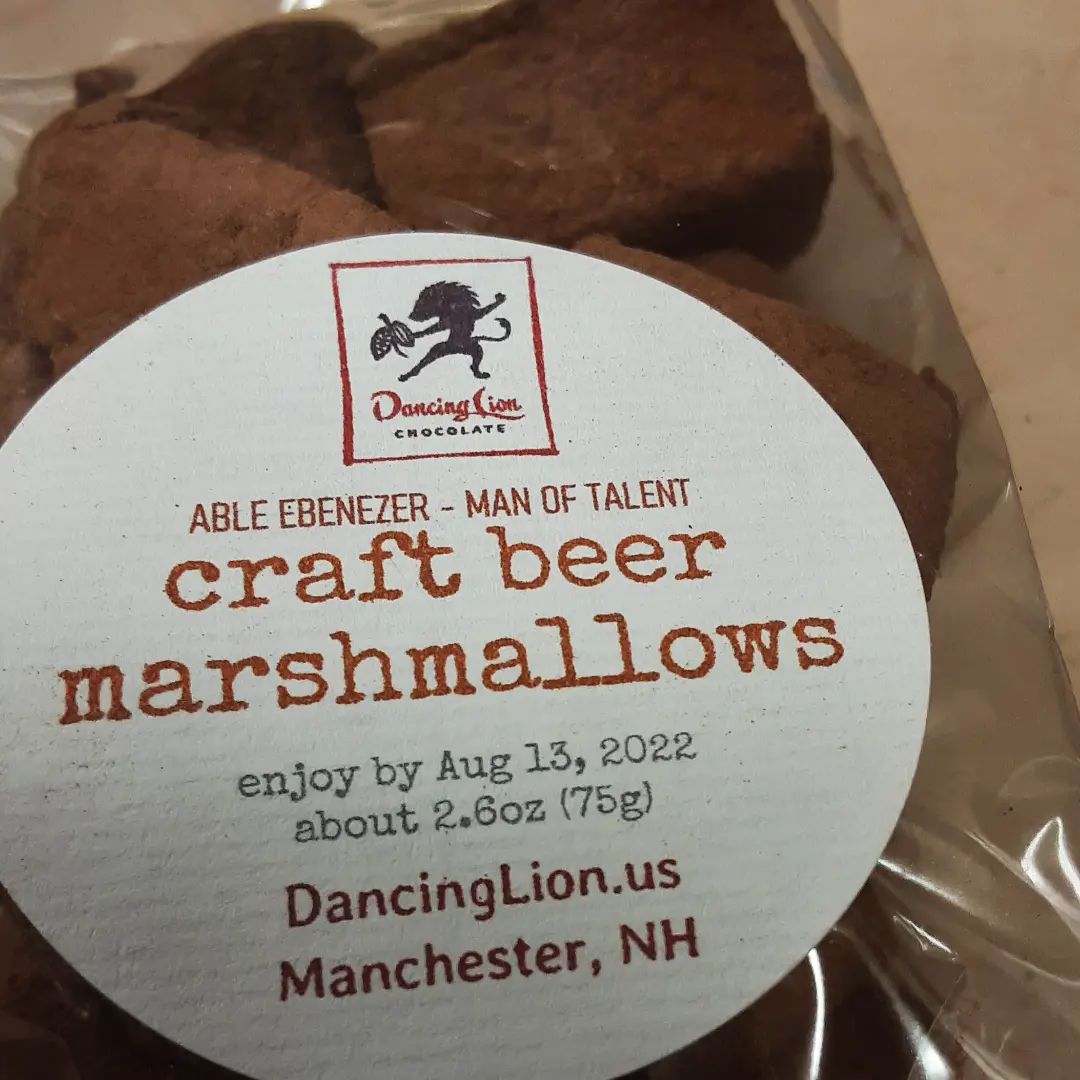 Dancing Lion
CHOCOLATE
ABLE EBENEZER - MAN OF TALENT
craft beer
marshmallows
enjoy by Aug 13, 2022
about 2.6oz (75g)
DancingLion.us
Manchester, NH